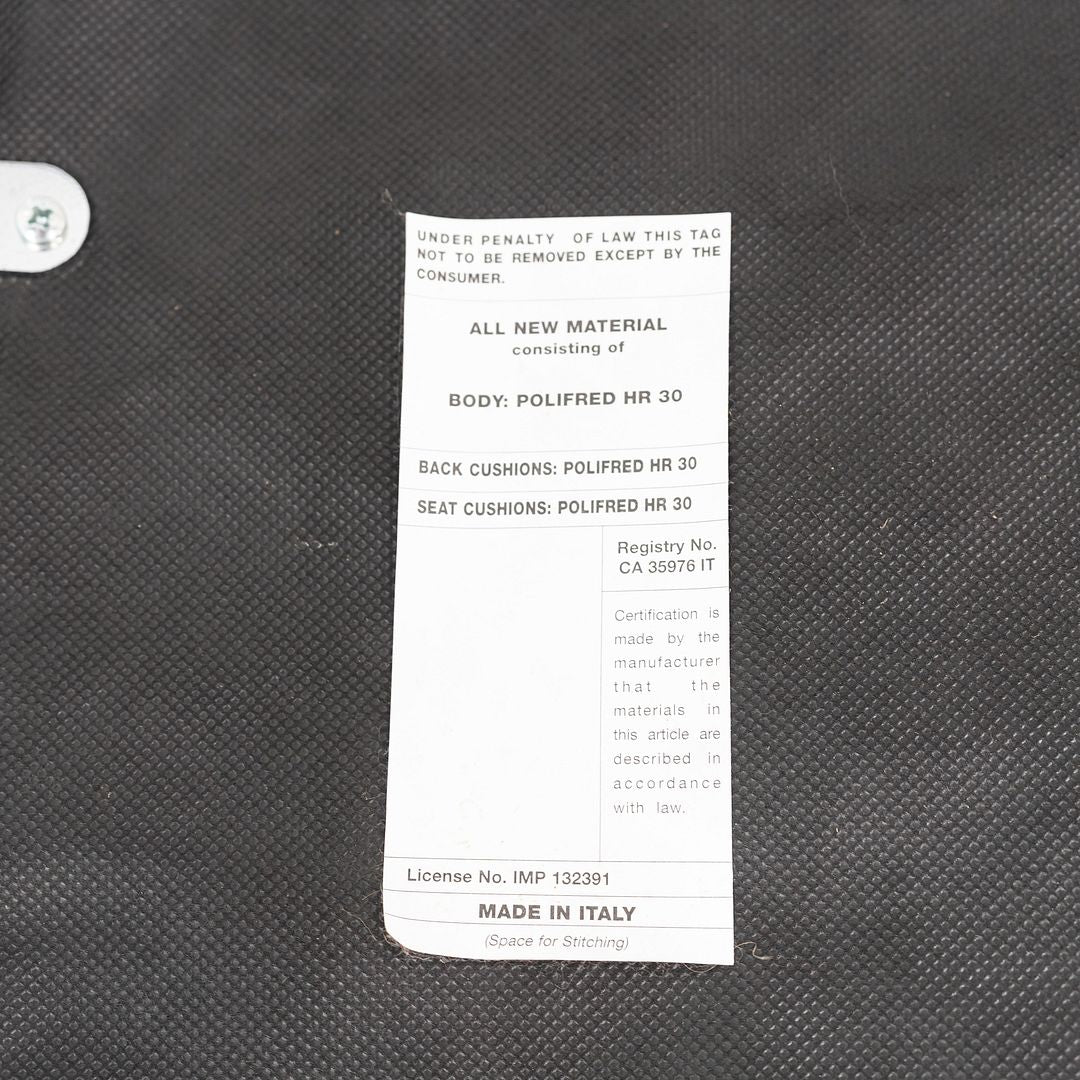 UNDER PENALTY OF LAW THIS TAG
NOT TO BE REMOVED EXCEPT BY THE
CONSUMER.
ALL NEW MATERIAL
consisting of
BODY: POLIFRED HR 30
BACK CUSHIONS: POLIFRED HR 30
SEAT CUSHIONS: POLIFRED HR 30
Registry No.
CA 35976 IT
Certification is
made by the
manufacturer
that the
materials in
this article are
described in
accordance
with law.
License No. IMP 132391
MADE IN ITALY
(Space for Stitching)